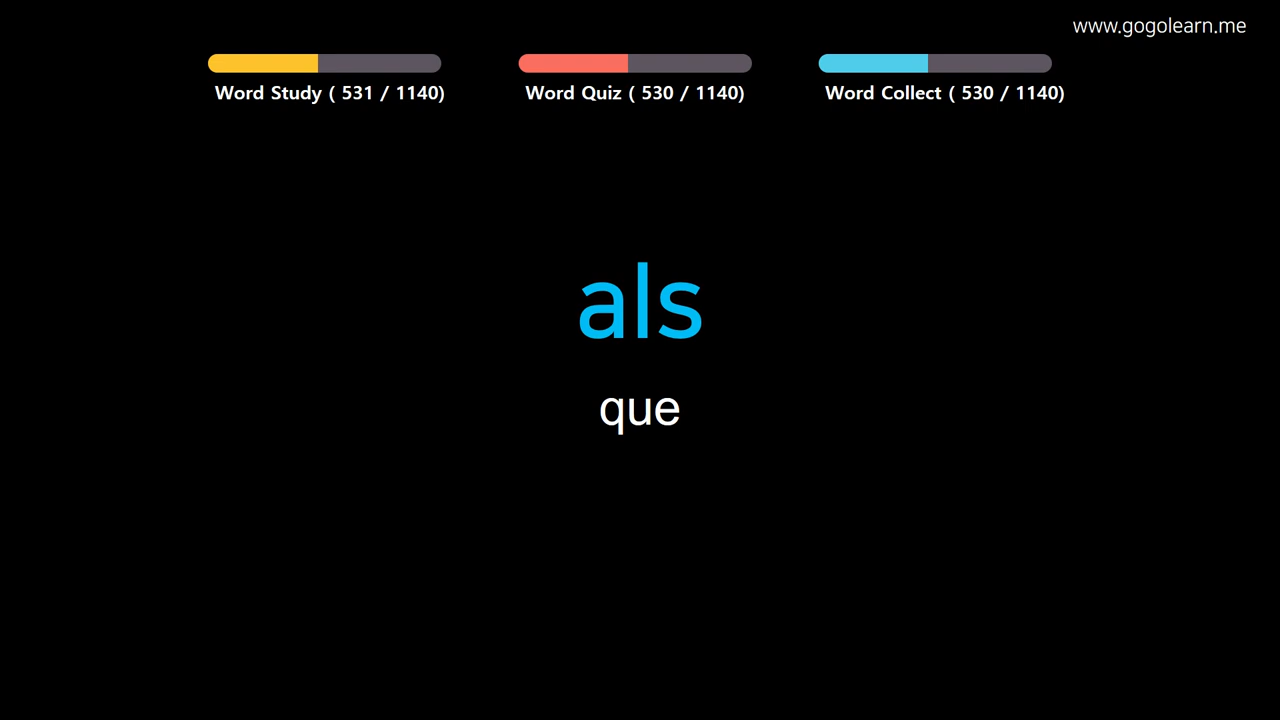 www.gogolearn.me
Word Study ( 531 / 1140)
Word Quiz ( 530 / 1140)
Word Collect ( 530 / 1140)
als
que